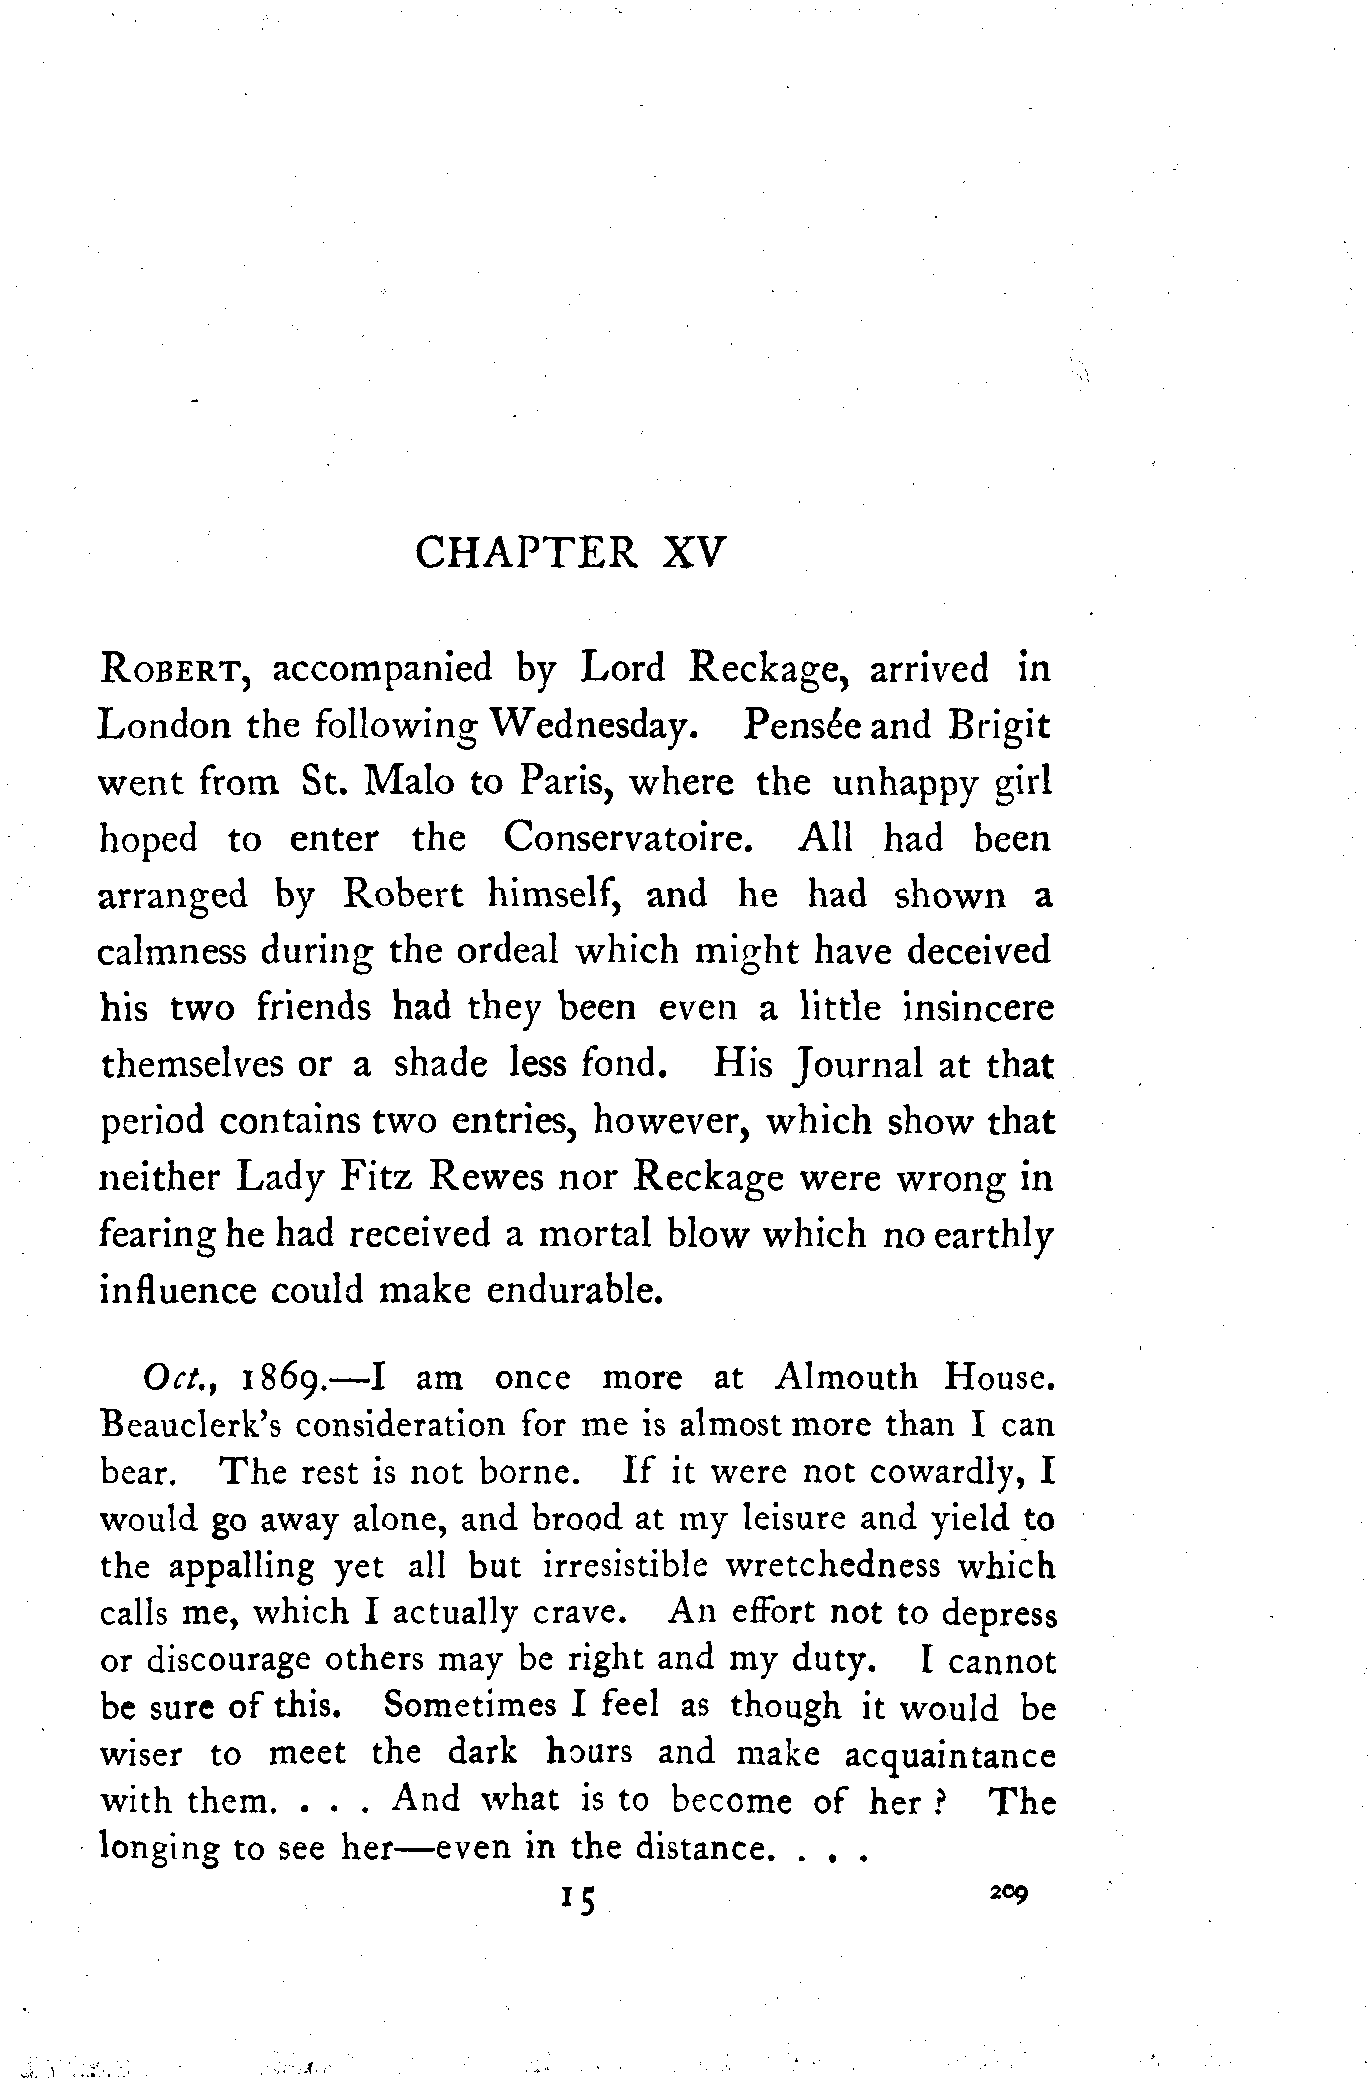 CHAPTER XV
ROBERT, accompanied by Lord Reckage, arrived in
London the following Wednesday. Pensée and Brigit
went from St. Malo to Paris, where the unhappy girl
hoped to enter the Conservatoire. All had been
arranged by Robert himself, and he had shown a
calmness during the ordeal which might have deceived
his two friends had they been even a little insincere
themselves or a shade less fond. His Journal at that
period contains two entries, however, which show that
neither Lady Fitz Rewes nor Reckage were wrong in
fearing he had received a mortal blow which no earthly
influence could make endurable.
Oct., 1869.—I am once more at Almouth House.
Beauclerk's consideration for me is almost more than I can
bear. The rest is not borne. If it were not cowardly, I
would go away alone, and brood at my leisure and yield to
the appalling yet all but irresistible wretchedness which
calls me, which I actually crave. An effort not to depress
or discourage others may be right and my duty. I cannot
be sure of this. Sometimes I feel as though it would be
wiser to meet the dark hours and make acquaintance
with them. . . . And what is to become of her? The
longing to see her—even in the distance. . . .
15 209